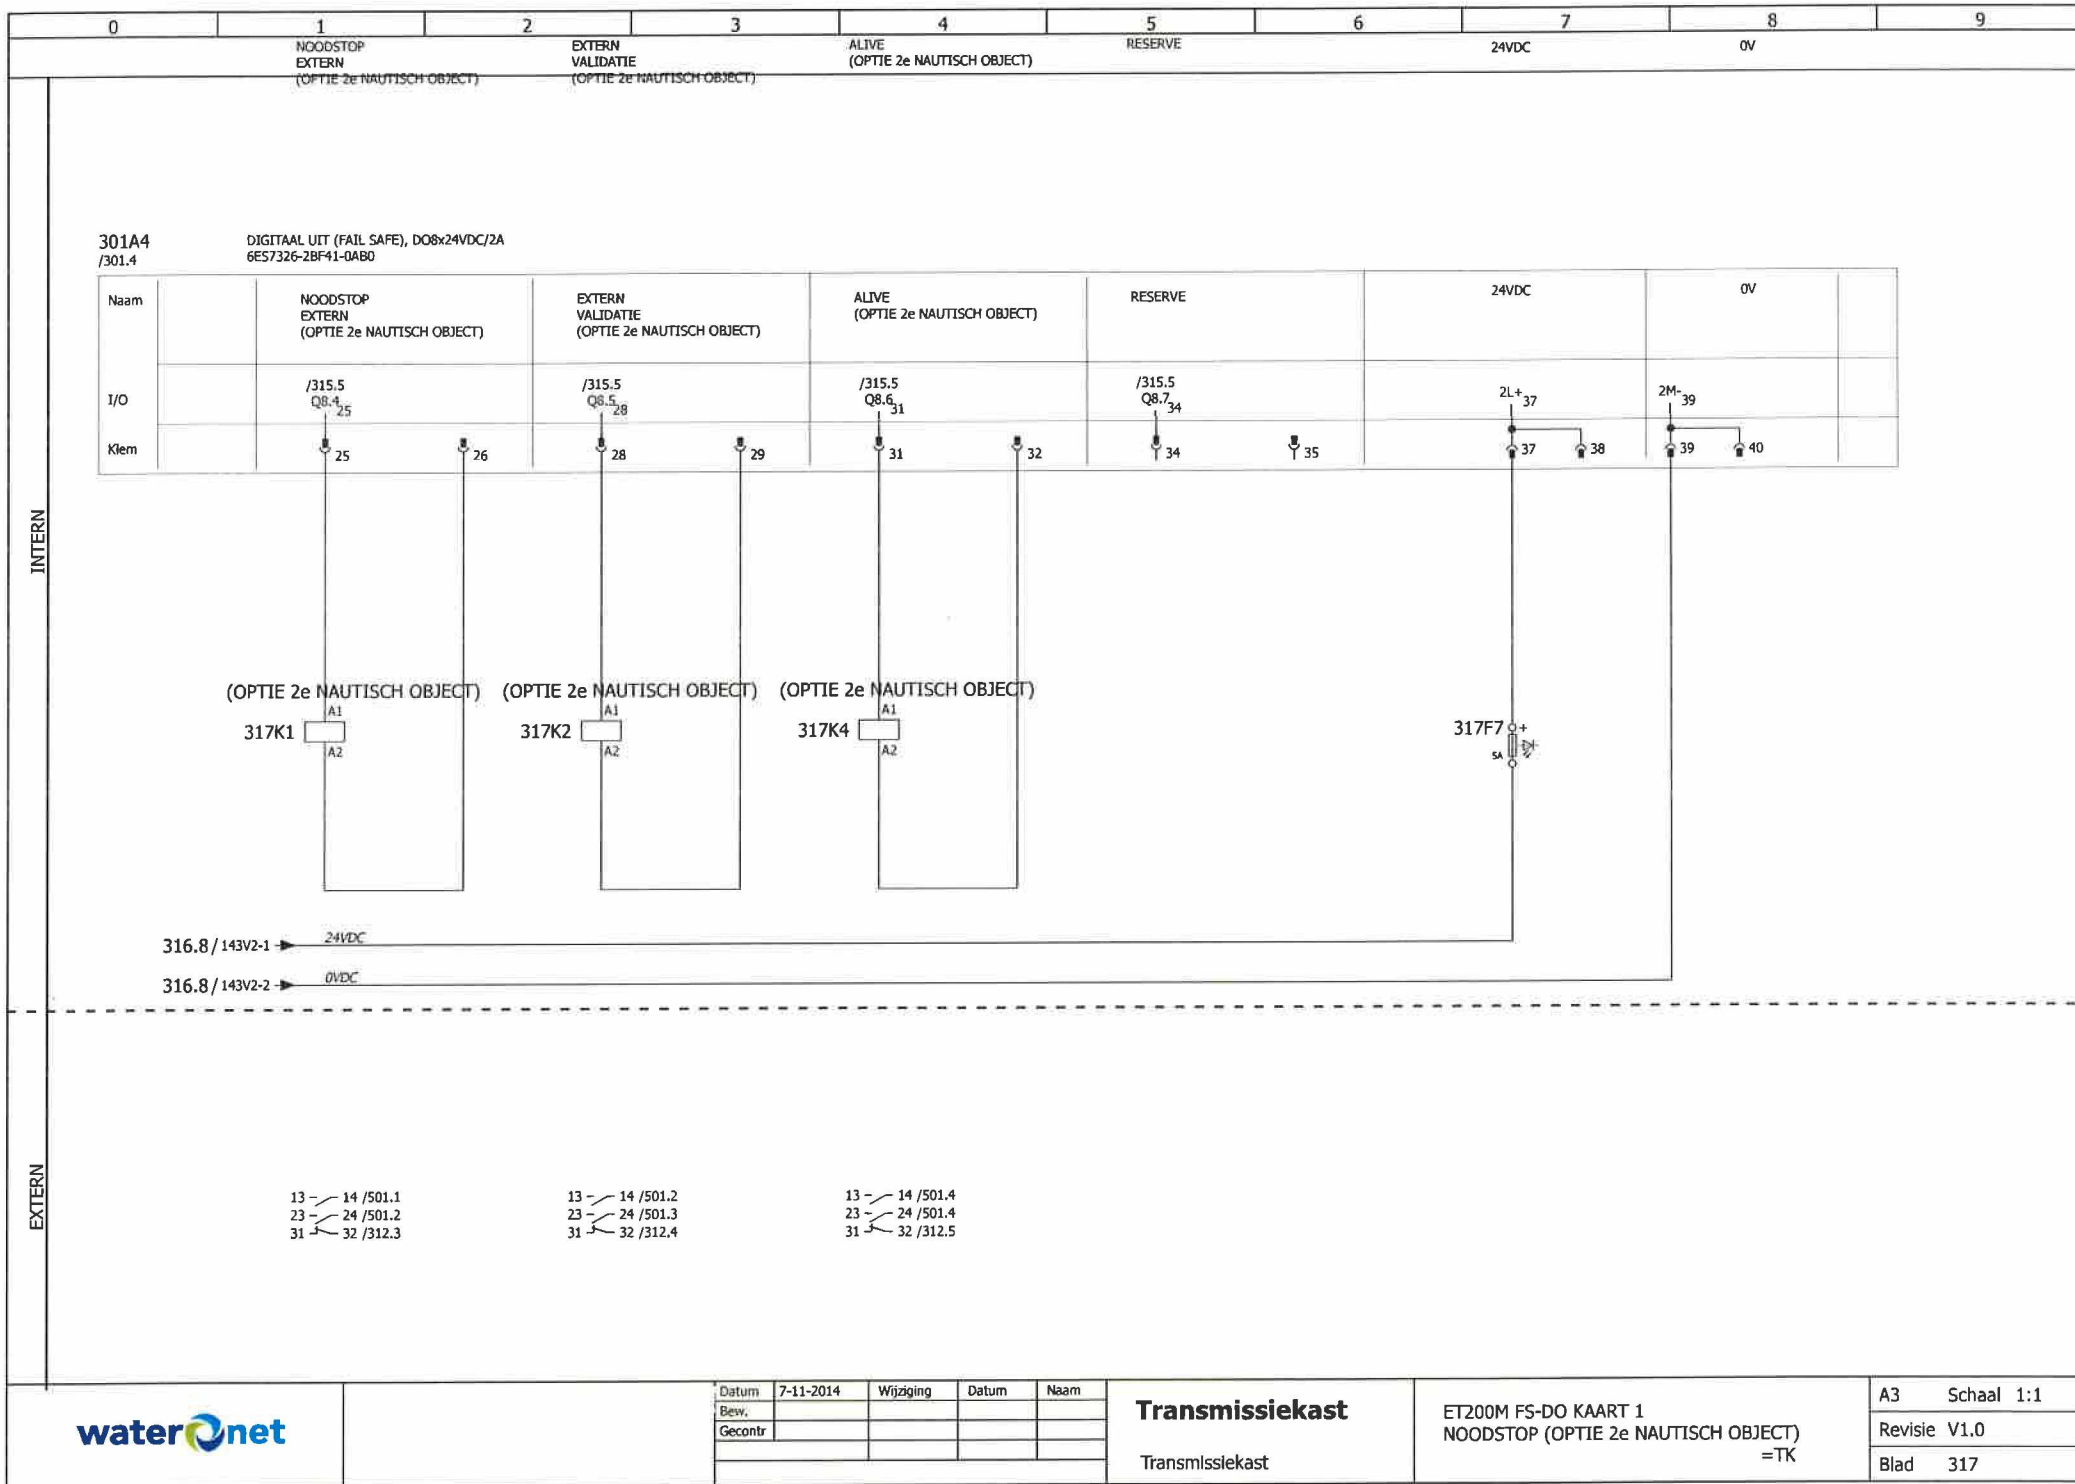 0 1 2 3 4 5 6 7 8 9
NOODSTOP
EXTERN
(OPTIE 2e NAUTISCH OBJECT)
EXTERN
VALIDATIE
(OPTIE 2e NAUTISCH OBJECT)
ALIVE
(OPTIE 2e NAUTISCH OBJECT)
RESERVE
24VDC
0V
INTERN
301A4
/301.4
DIGITAAL UIT (FAIL SAFE), DO8x24VDC/2A
6ES7326-2BF41-0AB0
Naam
NOODSTOP
EXTERN
(OPTIE 2e NAUTISCH OBJECT)
EXTERN
VALIDATIE
(OPTIE 2e NAUTISCH OBJECT)
ALIVE
(OPTIE 2e NAUTISCH OBJECT)
RESERVE
24VDC
0V
I/O
/315.5
Q8.4 25
/315.5
Q8.5 28
/315.5
Q8.6 31
/315.5
Q8.7 34
2L+ 37
2M- 39
Klem
25 26 28 29 31 32 34 35 37 38 39 40
(OPTIE 2e NAUTISCH OBJECT)
A1
317K1
A2
(OPTIE 2e NAUTISCH OBJECT)
A1
317K2
A2
(OPTIE 2e NAUTISCH OBJECT)
A1
317K4
A2
317F7 +
5A
316.8/143V2-1 24VDC
316.8/143V2-2 0VDC
EXTERN
13 14 /501.1
23 24 /501.2
31 32 /312.3
13 14 /501.2
23 24 /501.3
31 32 /312.4
13 14 /501.4
23 24 /501.4
31 32 /312.5
waternet
Datum 7-11-2014 Wijziging Datum Naam
Bew.
Gecontr
Transmissiekast
Transmissiekast
ET200M FS-DO KAART 1
NOODSTOP (OPTIE 2e NAUTISCH OBJECT)
=TK
A3 Schaal 1:1
Revisie V1.0
Blad 317